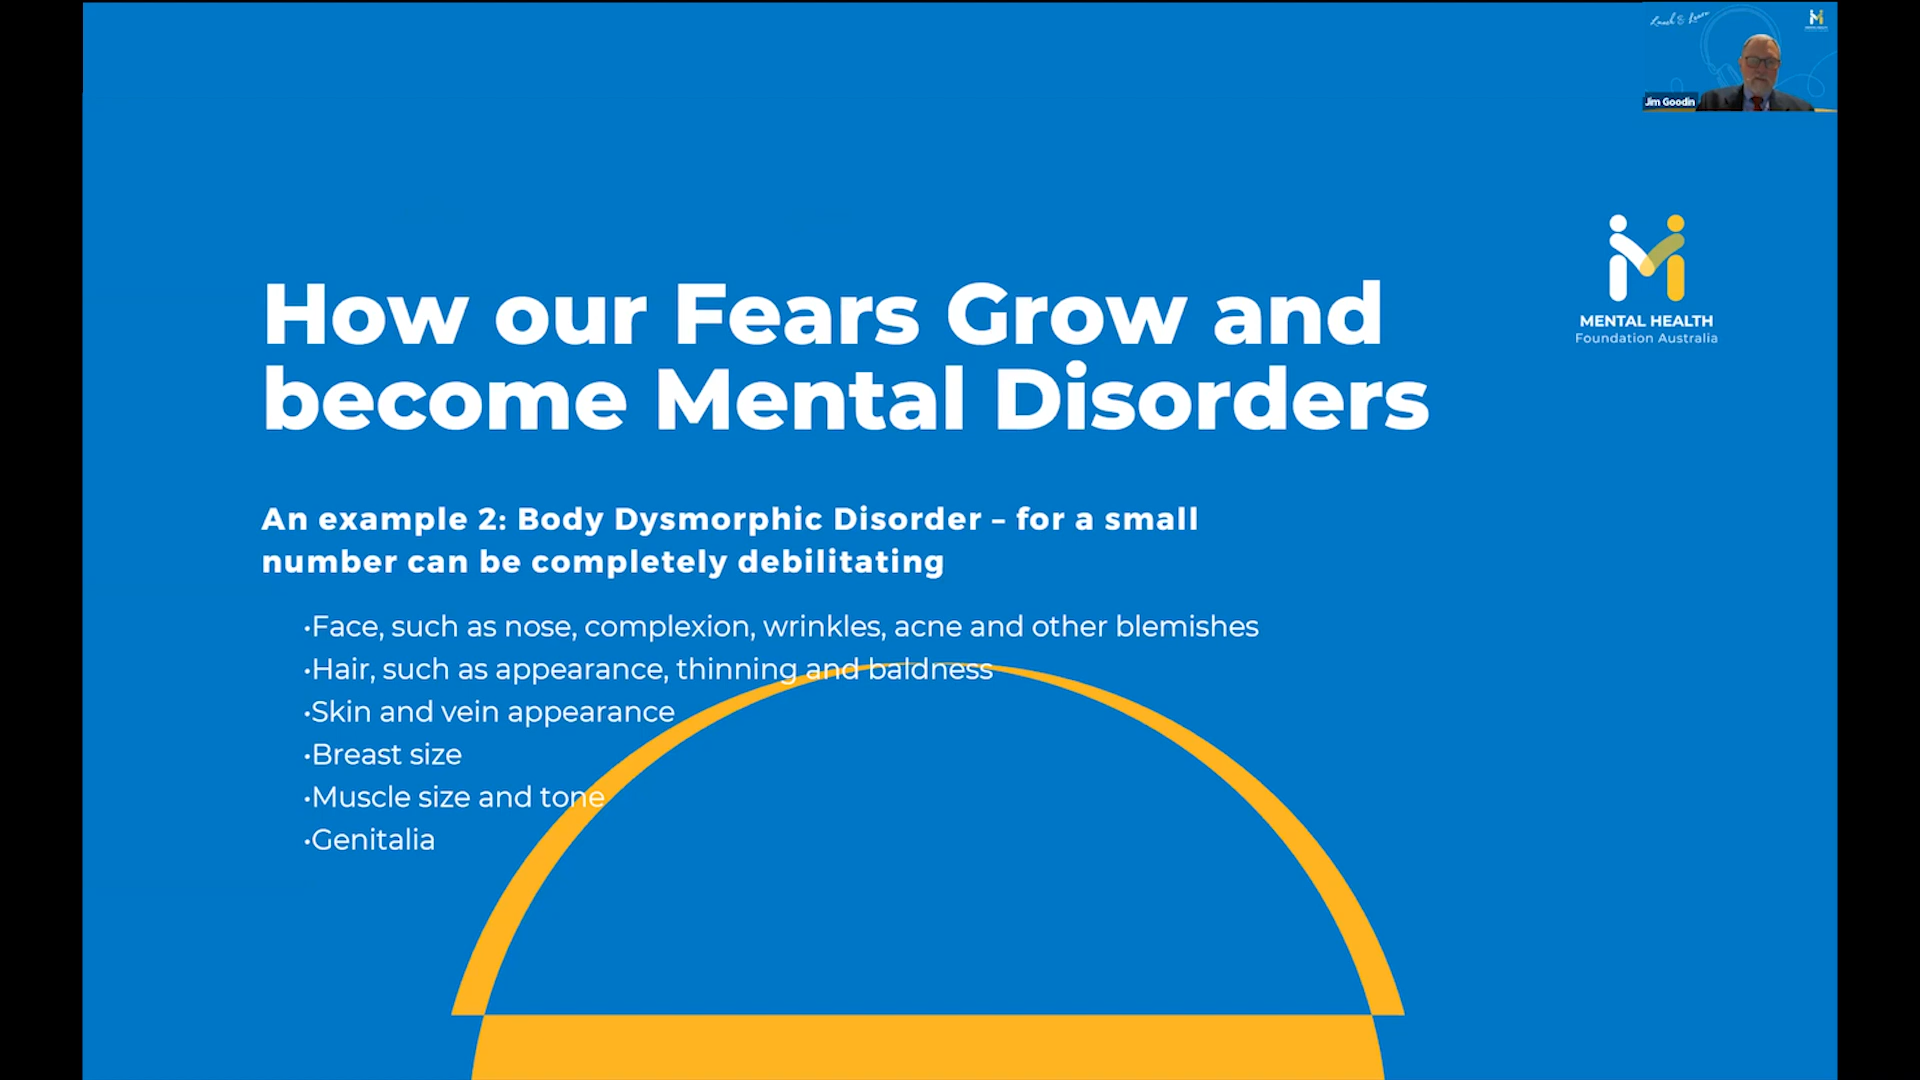 Lunch & Learn
Jim Goodin
MENTAL HEALTH
Foundation Australia
How our Fears Grow and
become Mental Disorders
An example 2: Body Dysmorphic Disorder – for a small
number can be completely debilitating
•Face, such as nose, complexion, wrinkles, acne and other blemishes
•Hair, such as appearance, thinning and baldness
•Skin and vein appearance
•Breast size
•Muscle size and tone
•Genitalia